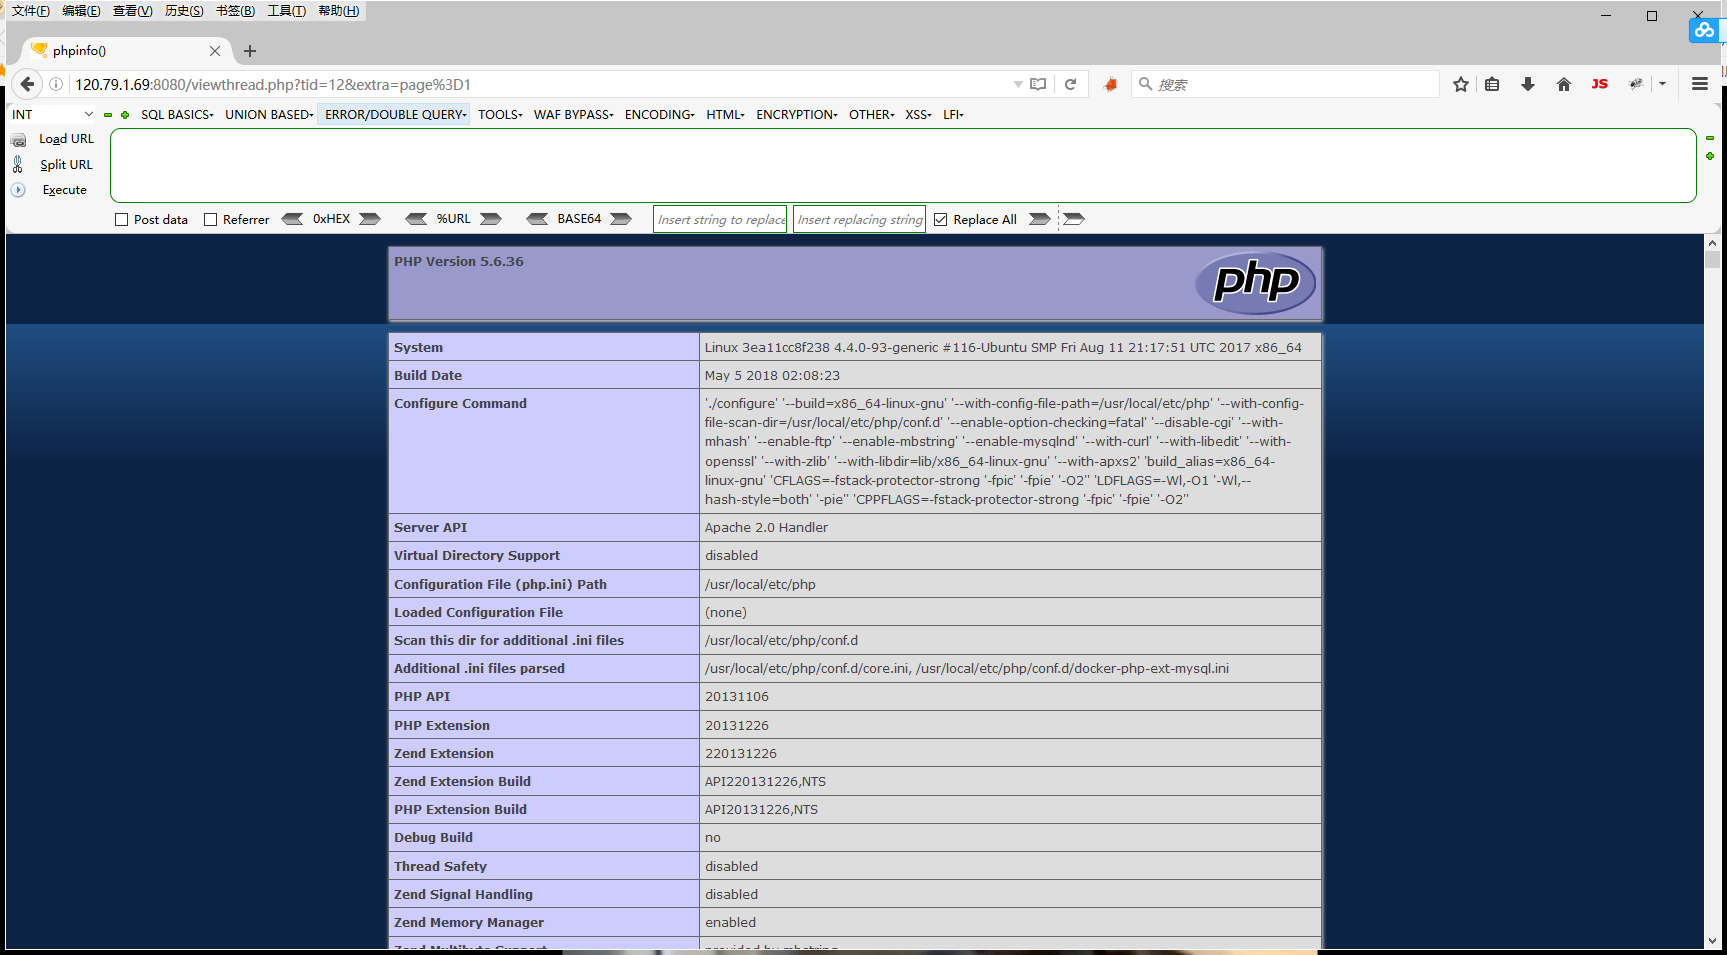 文件(F) 编辑(E) 查看(V) 历史(S) 书签(B) 工具(T) 帮助(H)
phpinfo()
120.79.1.69:8080/viewthread.php?tid=12&extra=page%3D1
搜索
JS
INT
SQL BASICS
UNION BASED
ERROR/DOUBLE QUERY
TOOLS
WAF BYPASS
ENCODING
HTML
ENCRYPTION
OTHER
XSS
LFI
Load URL
Split URL
Execute
Post data
Referrer
0xHEX
%URL
BASE64
Insert string to replace
Insert replacing string
Replace All
PHP Version 5.6.36
php
System
Linux 3ea11cc8f238 4.4.0-93-generic #116-Ubuntu SMP Fri Aug 11 21:17:51 UTC 2017 x86_64
Build Date
May 5 2018 02:08:23
Configure Command
'./configure' '--build=x86_64-linux-gnu' '--with-config-file-path=/usr/local/etc/php' '--with-config-
file-scan-dir=/usr/local/etc/php/conf.d' '--enable-option-checking=fatal' '--disable-cgi' '--with-
mhash' '--enable-ftp' '--enable-mbstring' '--enable-mysqlnd' '--with-curl' '--with-libedit' '--with-
openssl' '--with-zlib' '--with-libdir=lib/x86_64-linux-gnu' '--with-apxs2' 'build_alias=x86_64-
linux-gnu' 'CFLAGS=-fstack-protector-strong '-fpic' '-fpie' '-O2'' 'LDFLAGS=-Wl,-O1 '-Wl,--
hash-style=both' '-pie'' 'CPPFLAGS=-fstack-protector-strong '-fpic' '-fpie' '-O2''
Server API
Apache 2.0 Handler
Virtual Directory Support
disabled
Configuration File (php.ini) Path
/usr/local/etc/php
Loaded Configuration File
(none)
Scan this dir for additional .ini files
/usr/local/etc/php/conf.d
Additional .ini files parsed
/usr/local/etc/php/conf.d/core.ini, /usr/local/etc/php/conf.d/docker-php-ext-mysql.ini
PHP API
20131106
PHP Extension
20131226
Zend Extension
220131226
Zend Extension Build
API220131226,NTS
PHP Extension Build
API20131226,NTS
Debug Build
no
Thread Safety
disabled
Zend Signal Handling
disabled
Zend Memory Manager
enabled
Zend Multibyte Support
provided by mbstring